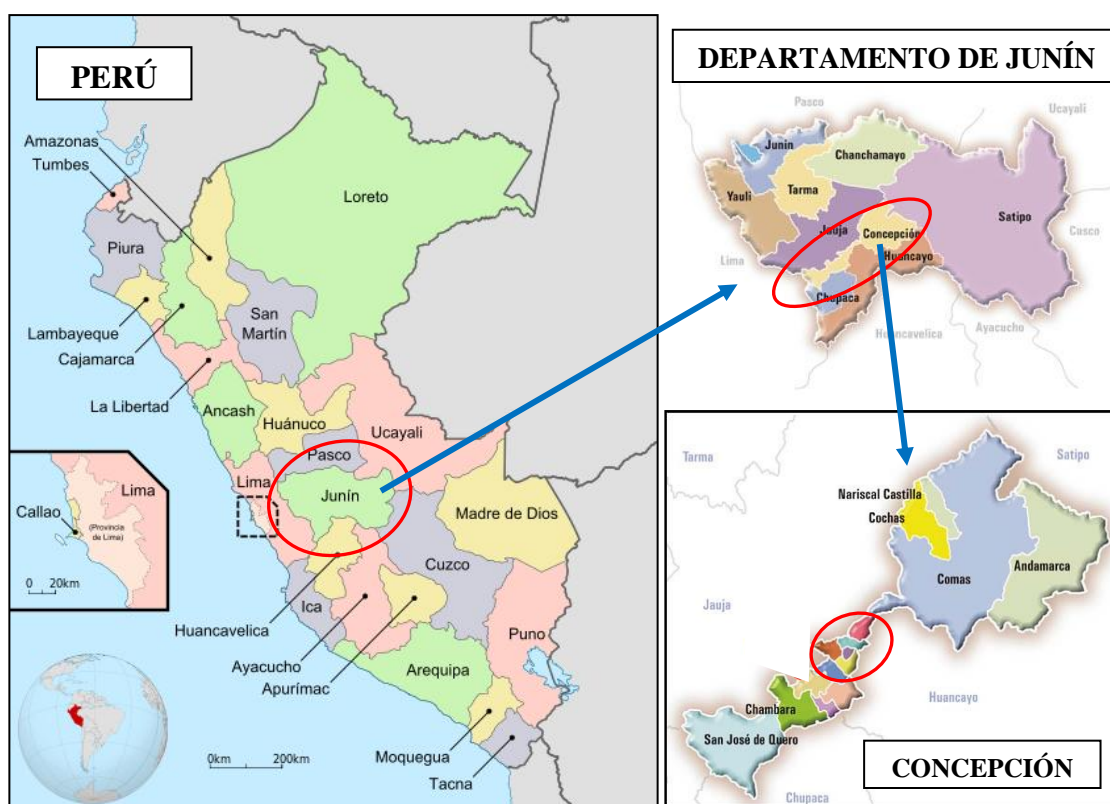 PERÚ
Amazonas
Tumbes
Loreto
Piura
Lambayeque
Cajamarca
San
Martín
La Libertad
Ancash
Huánuco
Ucayali
Pasco
Lima
Junín
Madre de Dios
Cuzco
Ica
Huancavelica
Ayacucho
Apurímac
Puno
Arequipa
Moquegua
Tacna
Lima
Callao
(Provincia
de Lima)
0 20km
0km 200km
DEPARTAMENTO DE JUNÍN
Pasco
Ucayali
Junin
Chanchamayo
Yauli
Tarma
Satipo
Jauja
Concepción
Cusco
Lima
Huancayo
Chupaca
Huancavelica
Ayacucho
Tarma
Satipo
Nariscal Castilla
Cochas
Andamarca
Comas
Jauja
Huancayo
Chambara
San José de Quero
CONCEPCIÓN
Chupaca